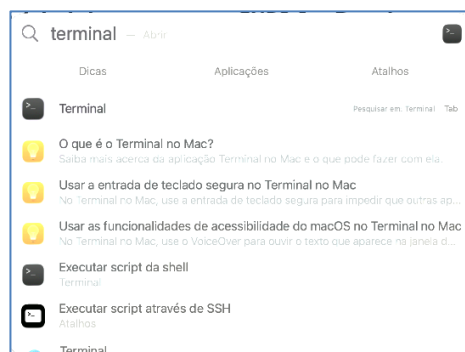 terminal — Abrir
Dicas Aplicações Atalhos
Terminal Pesquisar em: Terminal Tab
O que é o Terminal no Mac?
Saiba mais acerca da aplicação Terminal no Mac e o que pode fazer com ela.
Usar a entrada de teclado segura no Terminal no Mac
No Terminal no Mac, use a entrada de teclado segura para impedir que outras ap...
Usar as funcionalidades de acessibilidade do macOS no Terminal no Mac
No Terminal no Mac, use o VoiceOver para ouvir o texto que aparece na janela d...
Executar script da shell
Terminal
Executar script através de SSH
Atalhos
Terminal